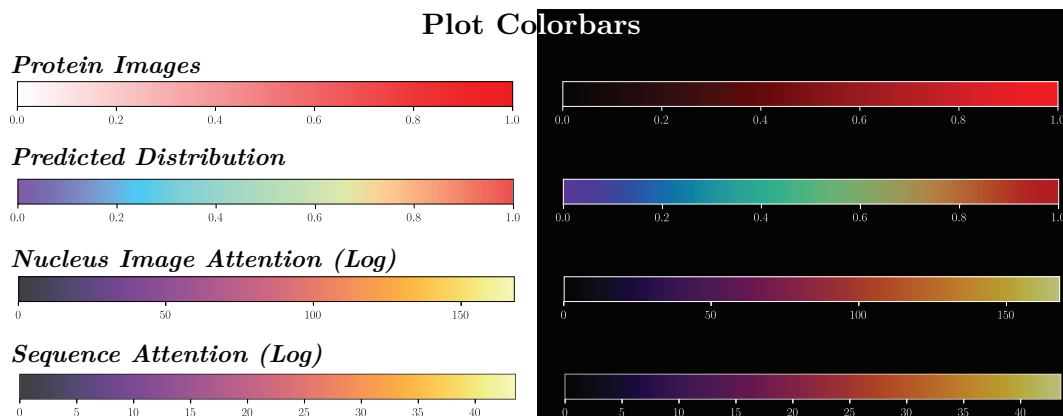 Plot Colorbars
Protein Images
0.0 0.2 0.4 0.6 0.8 1.0 0.0 0.2 0.4 0.6 0.8 1.0
Predicted Distribution
0.0 0.2 0.4 0.6 0.8 1.0 0.0 0.2 0.4 0.6 0.8 1.0
Nucleus Image Attention (Log)
0 50 100 150 0 50 100 150
Sequence Attention (Log)
0 5 10 15 20 25 30 35 40 0 5 10 15 20 25 30 35 40